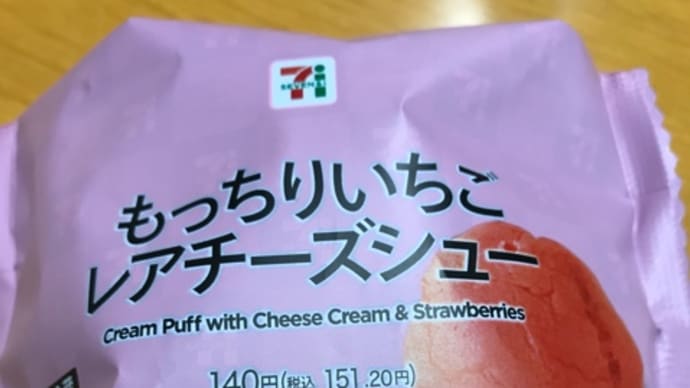 SEVEN & i
もっちりいちご
レアチーズシュー
Cream Puff with Cheese Cream & Strawberries
140円(税込 151.20円)